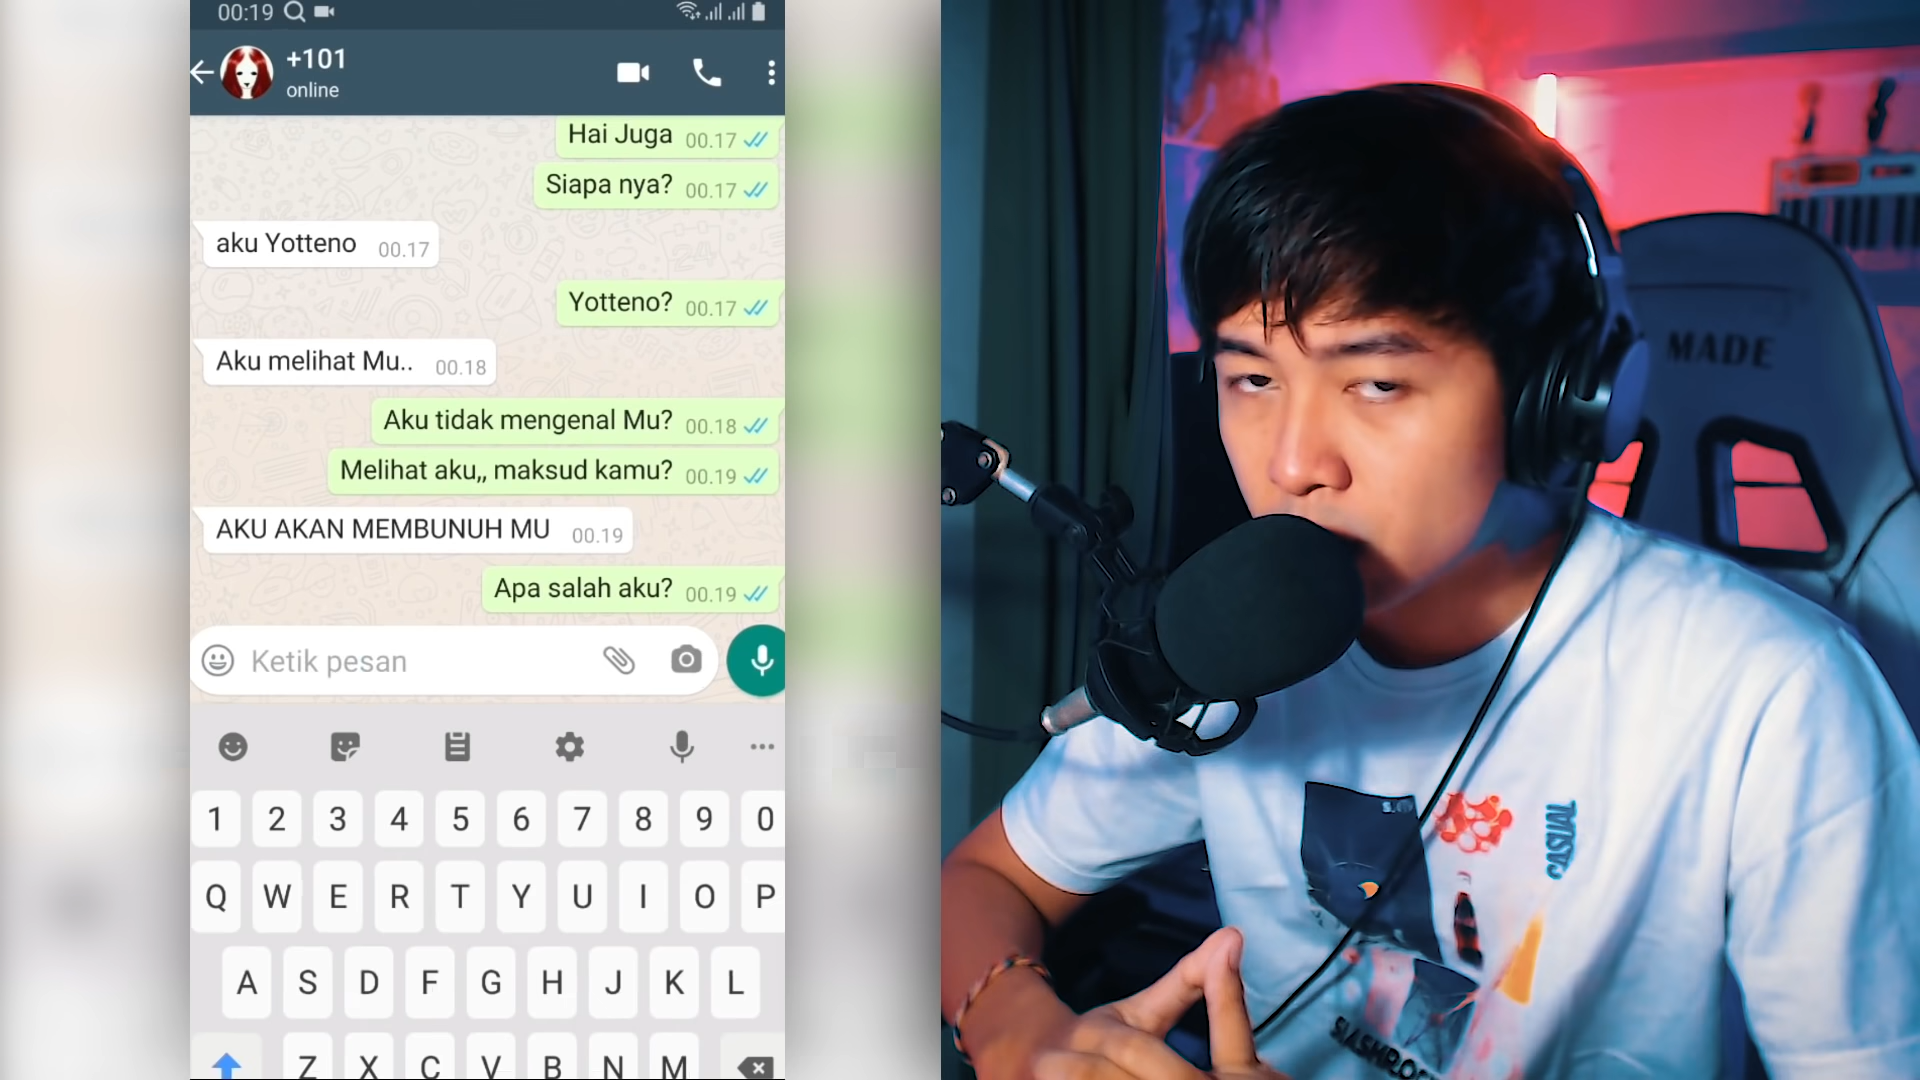 00:19
+101
online
Hai Juga 00.17
Siapa nya? 00.17
aku Yotteno 00.17
Yotteno? 00.17
Aku melihat Mu.. 00.18
Aku tidak mengenal Mu? 00.18
Melihat aku,, maksud kamu? 00.19
AKU AKAN MEMBUNUH MU 00.19
Apa salah aku? 00.19
Ketik pesan
1 2 3 4 5 6 7 8 9 0
Q W E R T Y U I O P
A S D F G H J K L
Z X C V B N M
MADE
CASUAL